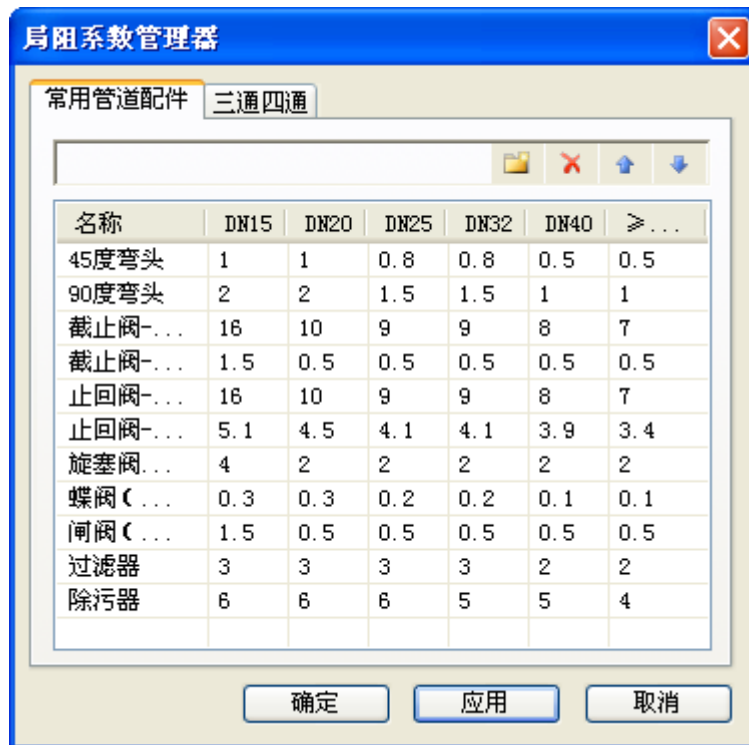 局阻系数管理器
常用管道配件 三通四通
名称 DN15 DN20 DN25 DN32 DN40 ≥...
45度弯头 1 1 0.8 0.8 0.5 0.5
90度弯头 2 2 1.5 1.5 1 1
截止阀-... 16 10 9 9 8 7
截止阀-... 1.5 0.5 0.5 0.5 0.5 0.5
止回阀-... 16 10 9 9 8 7
止回阀-... 5.1 4.5 4.1 4.1 3.9 3.4
旋塞阀... 4 2 2 2 2 2
蝶阀(... 0.3 0.3 0.2 0.2 0.1 0.1
闸阀(... 1.5 0.5 0.5 0.5 0.5 0.5
过滤器 3 3 3 3 2 2
除污器 6 6 6 5 5 4
确定 应用 取消